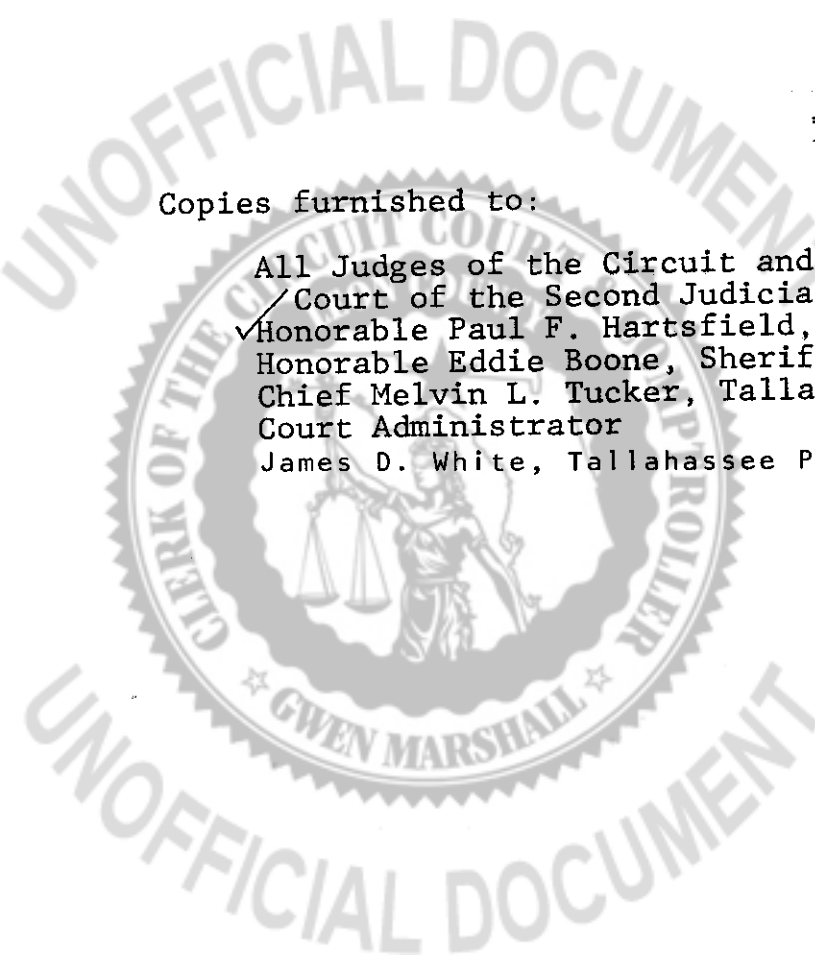 UNOFFICIAL DOCUMENT
Copies furnished to:
All Judges of the Circuit and
Court of the Second Judicia
✓Honorable Paul F. Hartsfield,
Honorable Eddie Boone, Sherif
Chief Melvin L. Tucker, Talla
Court Administrator
James D. White, Tallahassee P
CLERK OF THE CIRCUIT COURT
GWEN MARSHALL
UNOFFICIAL DOCUMENT